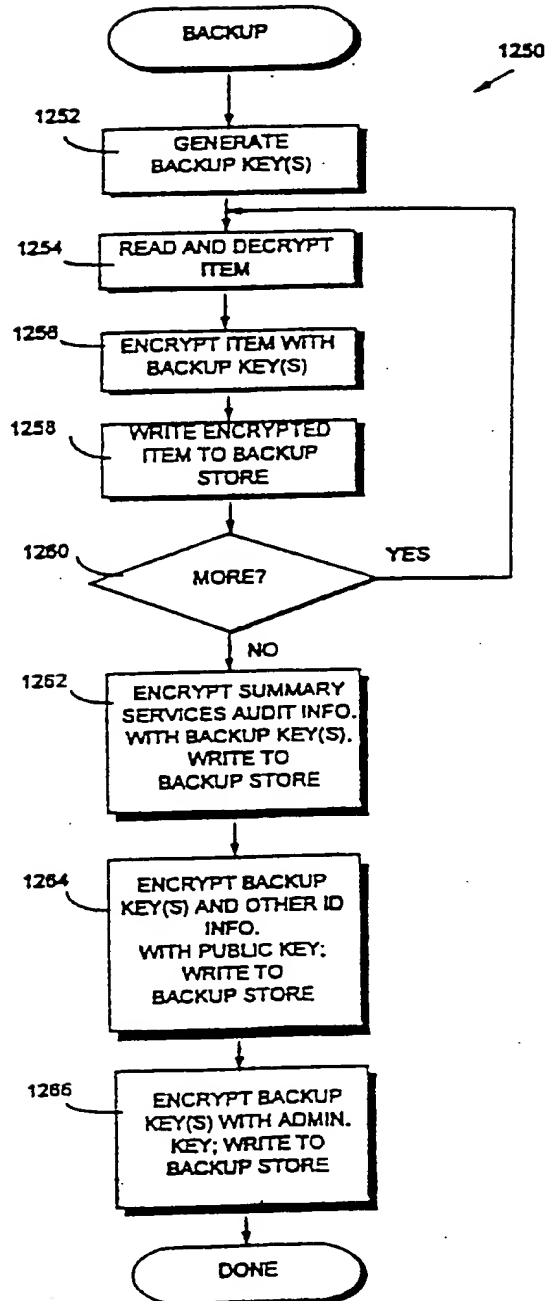 BACKUP
1250
1252
GENERATE
BACKUP KEY(S)
1254
READ AND DECRYPT
ITEM
1256
ENCRYPT ITEM WITH
BACKUP KEY(S)
1258
WRITE ENCRYPTED
ITEM TO BACKUP
STORE
1260
MORE?
YES
NO
1262
ENCRYPT SUMMARY
SERVICES AUDIT INFO.
WITH BACKUP KEY(S).
WRITE TO
BACKUP STORE
1264
ENCRYPT BACKUP
KEY(S) AND OTHER ID
INFO.
WITH PUBLIC KEY;
WRITE TO
BACKUP STORE
1266
ENCRYPT BACKUP
KEY(S) WITH ADMIN.
KEY; WRITE TO
BACKUP STORE
DONE